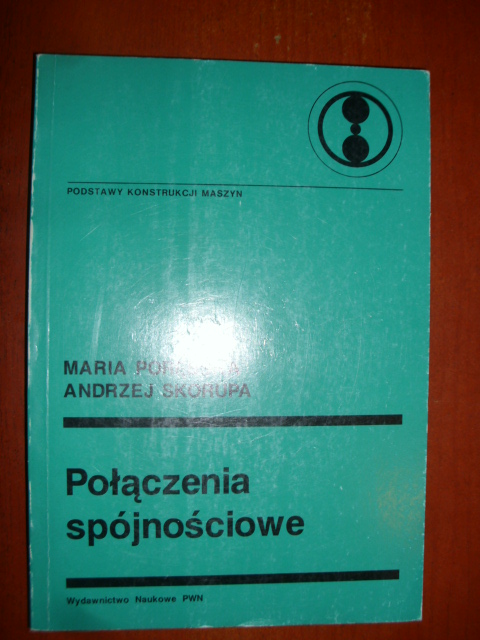 PODSTAWY KONSTRUKCJI MASZYN
MARIA
ANDRZEJ SKORUPA
Połączenia
spójnościowe
Wydawnictwo Naukowe PWN